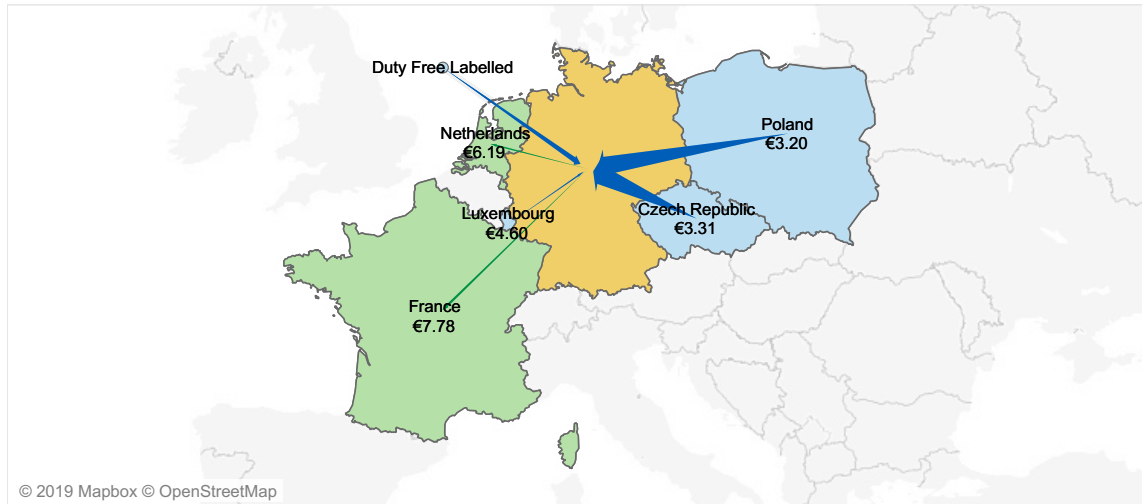 Duty Free Labelled
Netherlands
€6.19
Poland
€3.20
Luxembourg
€4.60
Czech Republic
€3.31
France
€7.78
© 2019 Mapbox © OpenStreetMap